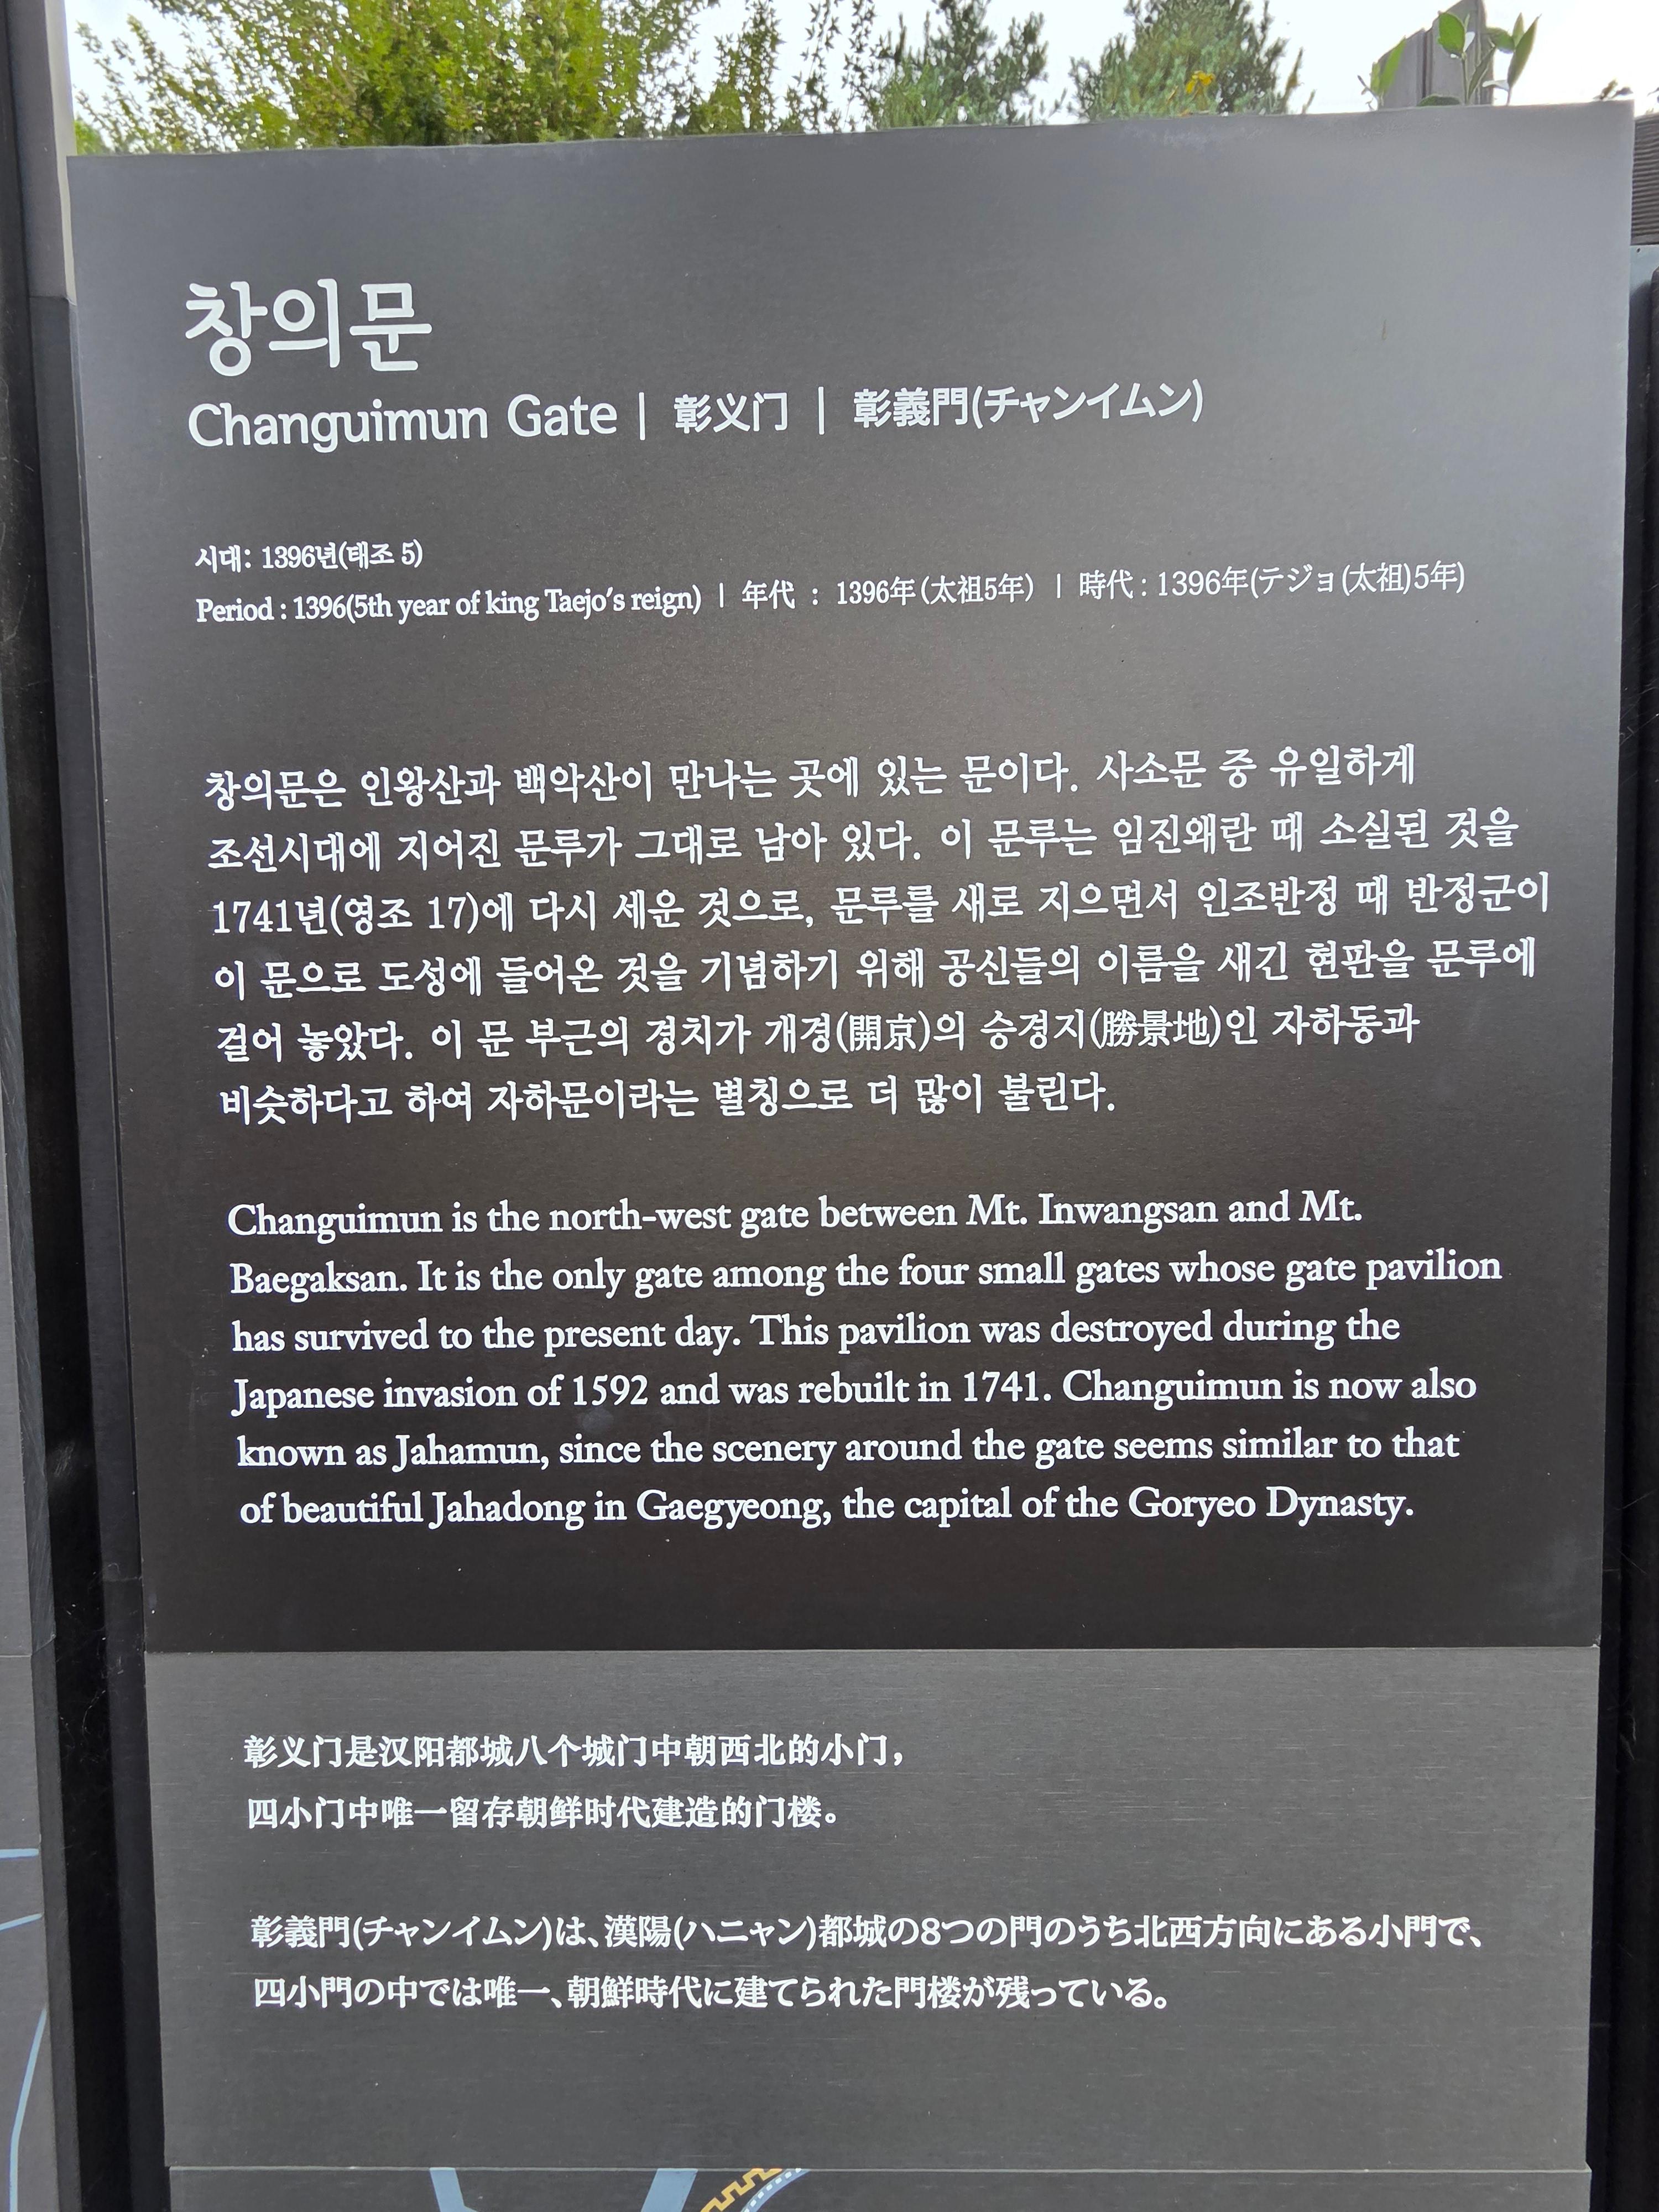 창의문
Changuimun Gate | 彰义门 | 彰義門(チャンイムン)
시대: 1396년(태조 5)
Period : 1396(5th year of king Taejo's reign) | 年代 : 1396年(太祖5年) | 時代 : 1396年(テジョ(太祖)5年)
창의문은 인왕산과 백악산이 만나는 곳에 있는 문이다. 사소문 중 유일하게
조선시대에 지어진 문루가 그대로 남아 있다. 이 문루는 임진왜란 때 소실된 것을
1741년(영조 17)에 다시 세운 것으로, 문루를 새로 지으면서 인조반정 때 반정군이
이 문으로 도성에 들어온 것을 기념하기 위해 공신들의 이름을 새긴 현판을 문루에
걸어 놓았다. 이 문 부근의 경치가 개경(開京)의 승경지(勝景地)인 자하동과
비슷하다고 하여 자하문이라는 별칭으로 더 많이 불린다.
Changuimun is the north-west gate between Mt. Inwangsan and Mt.
Baegaksan. It is the only gate among the four small gates whose gate pavilion
has survived to the present day. This pavilion was destroyed during the
Japanese invasion of 1592 and was rebuilt in 1741. Changuimun is now also
known as Jahamun, since the scenery around the gate seems similar to that
of beautiful Jahadong in Gaegyeong, the capital of the Goryeo Dynasty.
彰义门是汉阳都城八个城门中朝西北的小门，
四小门中唯一留存朝鲜时代建造的门楼。
彰義門(チャンイムン)は、漢陽(ハニャン)都城の8つの門のうち北西方向にある小門で、
四小門の中では唯一、朝鮮時代に建てられた門楼が残っている。